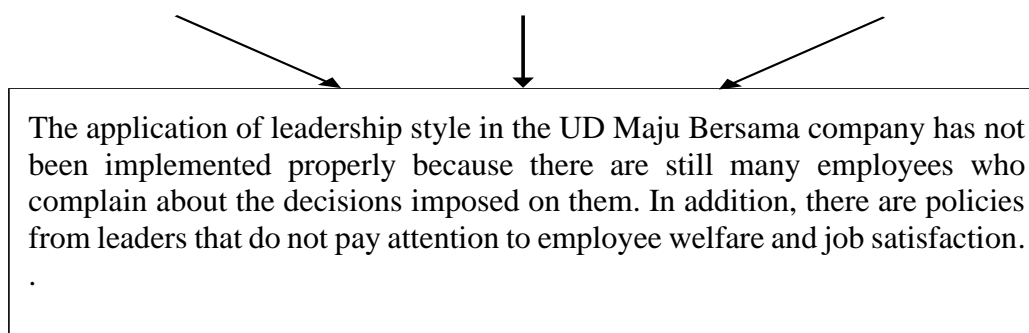 The application of leadership style in the UD Maju Bersama company has not
been implemented properly because there are still many employees who
complain about the decisions imposed on them. In addition, there are policies
from leaders that do not pay attention to employee welfare and job satisfaction.
.